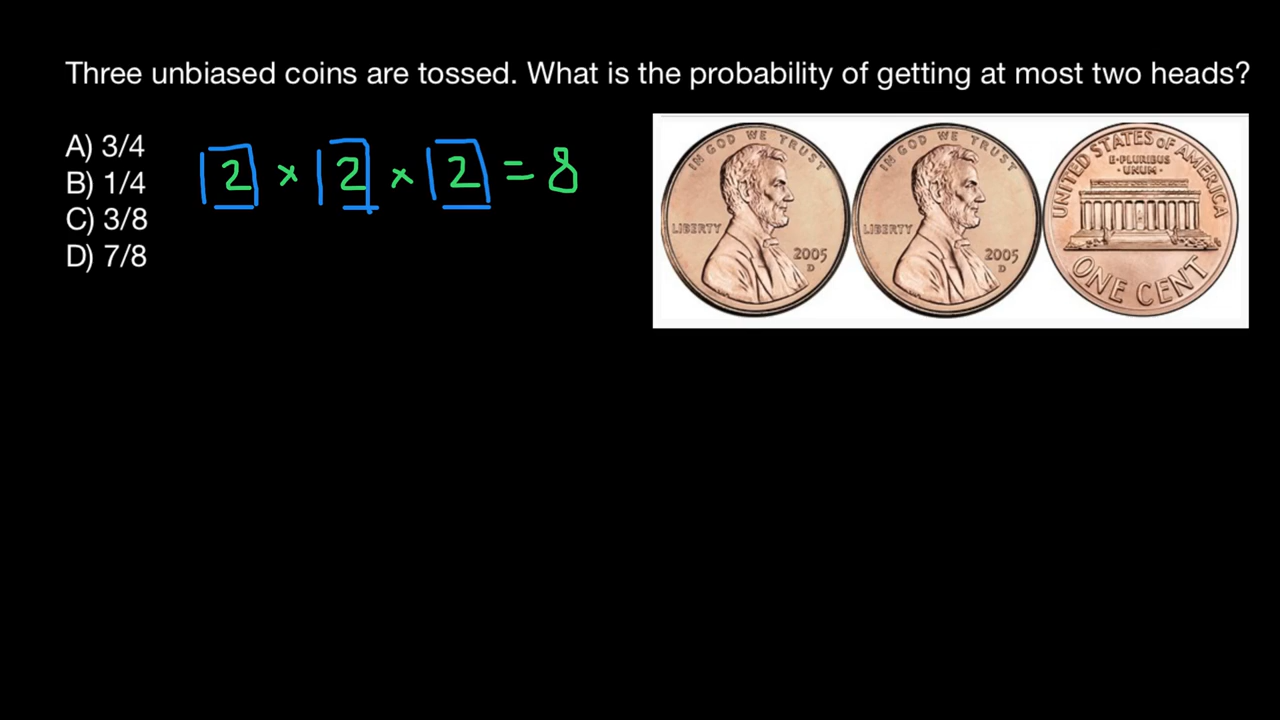 Three unbiased coins are tossed. What is the probability of getting at most two heads?
A) 3/4
B) 1/4
C) 3/8
D) 7/8
2 × 2 × 2 = 8
IN GOD WE TRUST
LIBERTY
2005
D
IN GOD WE TRUST
LIBERTY
2005
D
UNITED STATES OF AMERICA
E·PLURIBUS
·UNUM·
ONE CENT